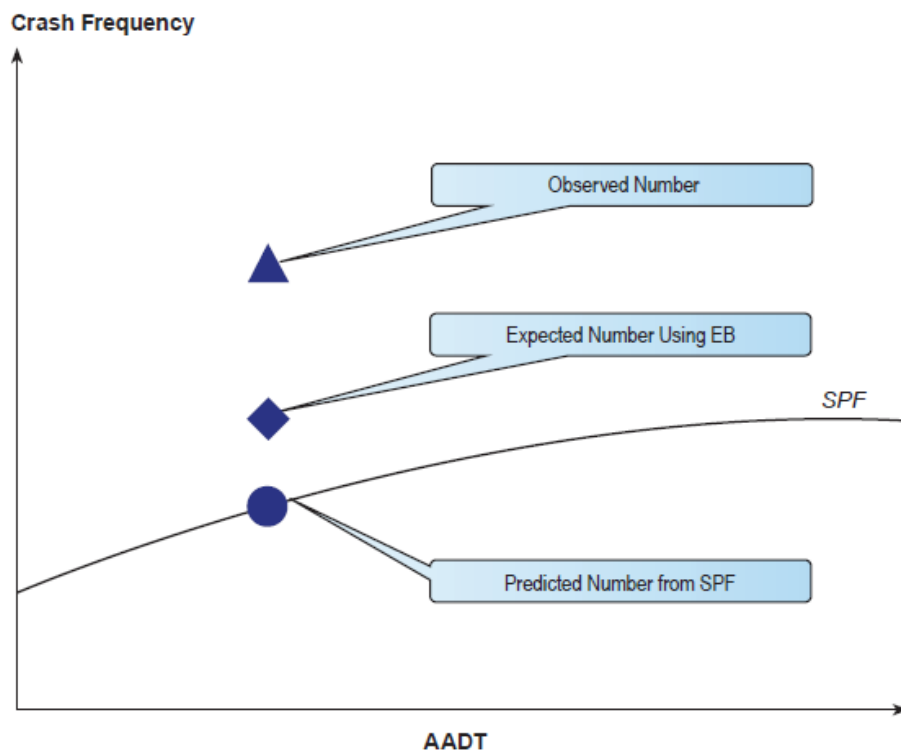 Crash Frequency
Observed Number
Expected Number Using EB
SPF
Predicted Number from SPF
AADT